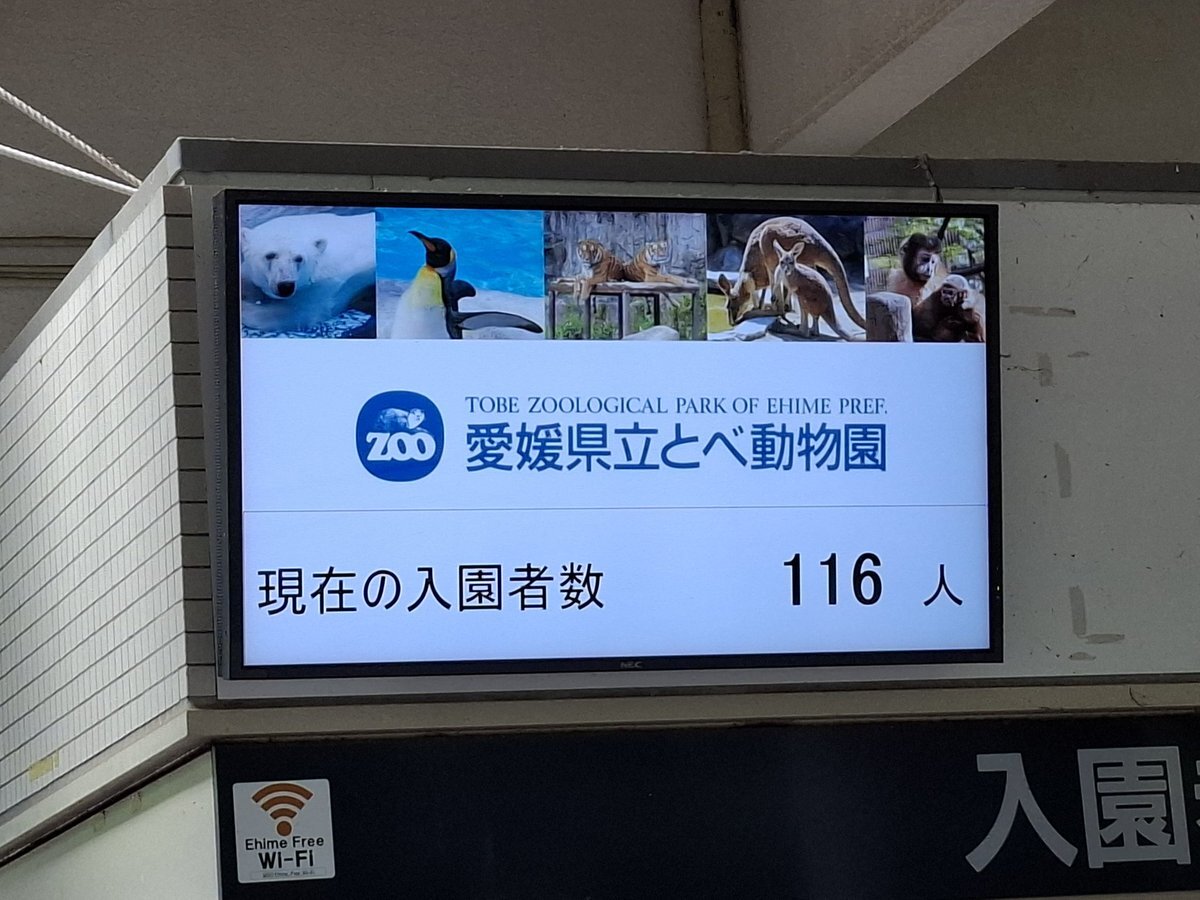 ZOO
TOBE ZOOLOGICAL PARK OF EHIME PREF.
愛媛県立とべ動物園
現在の入園者数 116 人
NEC
Ehime Free
Wi-Fi
入園